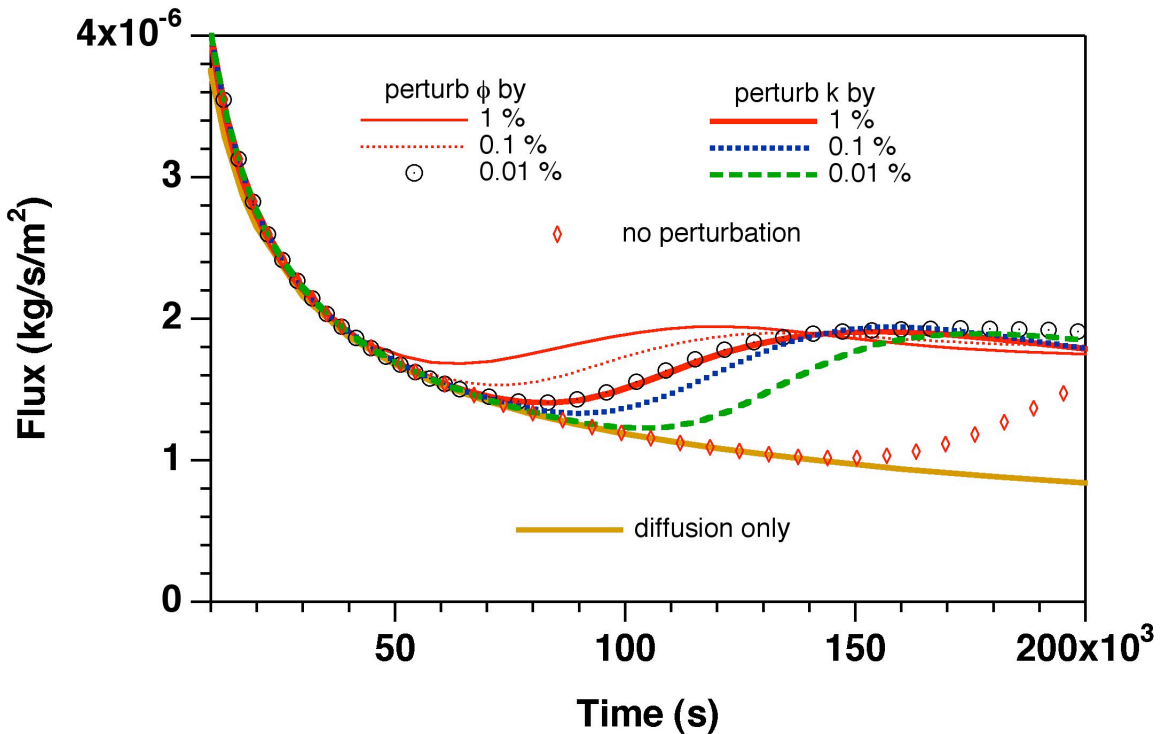 4x10-6
perturb ϕ by
perturb k by
1 %
1 %
0.1 %
0.1 %
0.01 %
0.01 %
3
no perturbation
2
1
diffusion only
0
50
100
150
200x103
Flux (kg/s/m2)
Time (s)